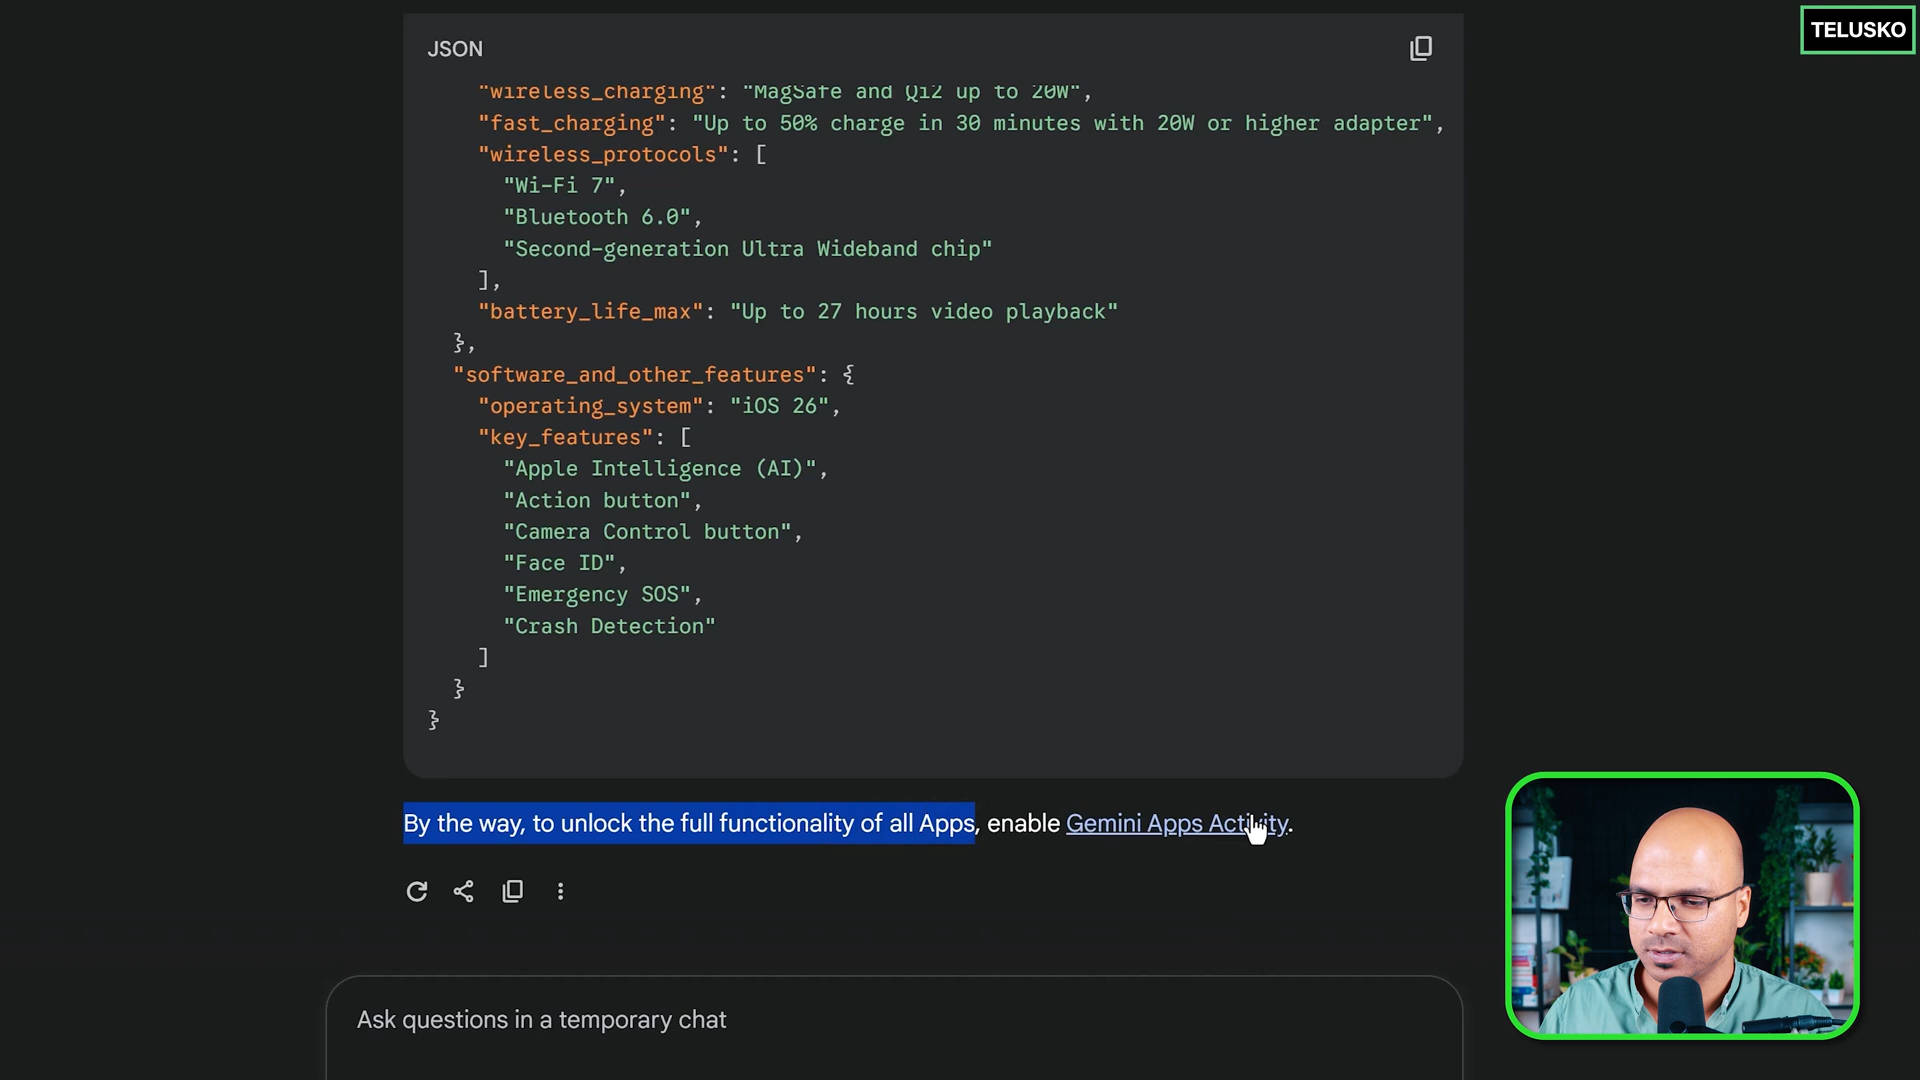 TELUSKO
JSON
"wireless_charging": "MagSafe and Qi2 up to 20W",
"fast_charging": "Up to 50% charge in 30 minutes with 20W or higher adapter",
"wireless_protocols": [
"Wi-Fi 7",
"Bluetooth 6.0",
"Second-generation Ultra Wideband chip"
],
"battery_life_max": "Up to 27 hours video playback"
},
"software_and_other_features": {
"operating_system": "iOS 26",
"key_features": [
"Apple Intelligence (AI)",
"Action button",
"Camera Control button",
"Face ID",
"Emergency SOS",
"Crash Detection"
]
}
}
By the way, to unlock the full functionality of all Apps, enable Gemini Apps Activity.
Ask questions in a temporary chat